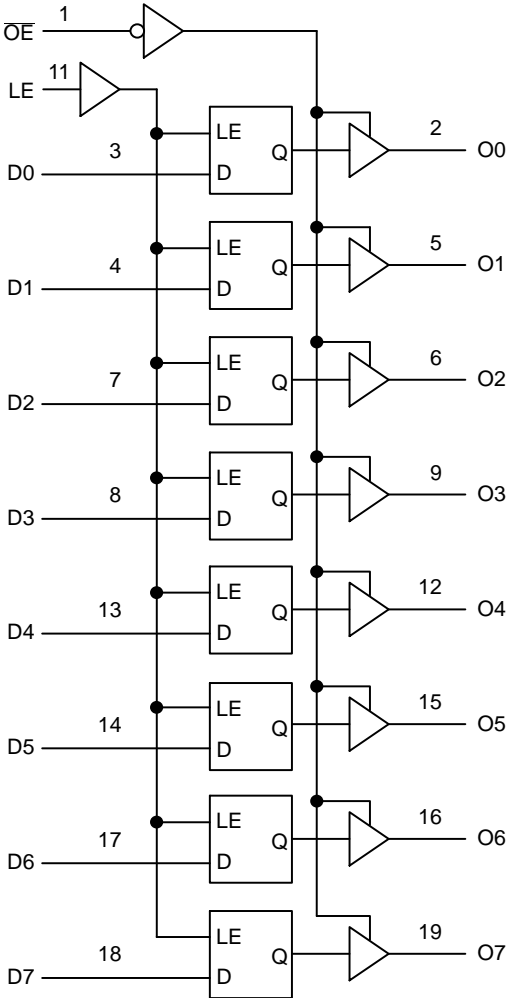 O̅E̅ 1
LE 11
D0 3 LE D Q 2 O0
D1 4 LE D Q 5 O1
D2 7 LE D Q 6 O2
D3 8 LE D Q 9 O3
D4 13 LE D Q 12 O4
D5 14 LE D Q 15 O5
D6 17 LE D Q 16 O6
D7 18 LE D Q 19 O7